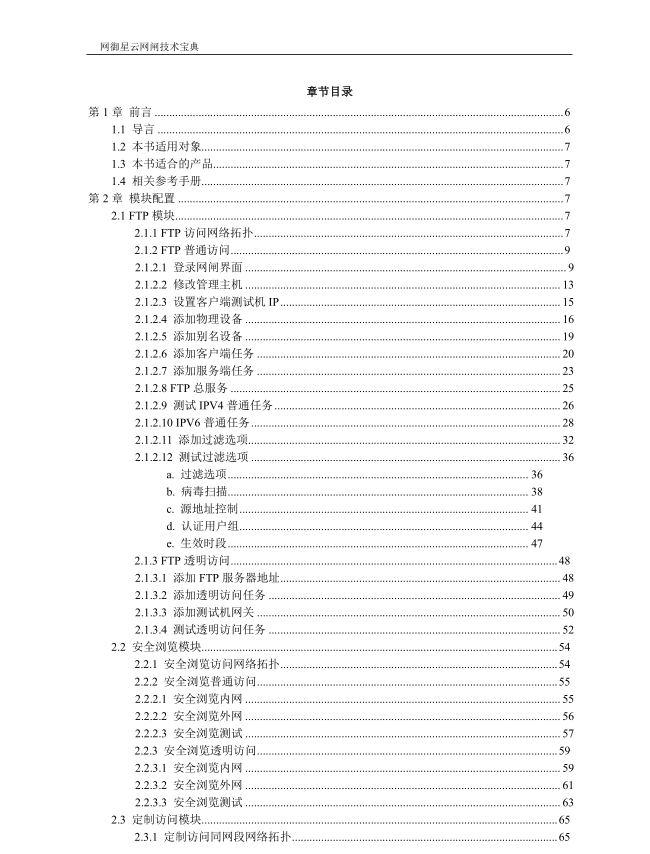 网御星云网闸技术宝典
章节目录
第 1 章 前言 ........ 6
1.1 导言 ........ 6
1.2 本书适用对象 ........ 7
1.3 本书适合的产品 ........ 7
1.4 相关参考手册 ........ 7
第 2 章 模块配置 ........ 7
2.1 FTP 模块 ........ 7
2.1.1 FTP 访问网络拓扑 ........ 7
2.1.2 FTP 普通访问 ........ 9
2.1.2.1 登录网闸界面 ........ 9
2.1.2.2 修改管理主机 ........ 13
2.1.2.3 设置客户端测试机 IP ........ 15
2.1.2.4 添加物理设备 ........ 16
2.1.2.5 添加别名设备 ........ 19
2.1.2.6 添加客户端任务 ........ 20
2.1.2.7 添加服务端任务 ........ 23
2.1.2.8 FTP 总服务 ........ 25
2.1.2.9 测试 IPV4 普通任务 ........ 26
2.1.2.10 IPV6 普通任务 ........ 28
2.1.2.11 添加过滤选项 ........ 32
2.1.2.12 测试过滤选项 ........ 36
a. 过滤选项 ........ 36
b. 病毒扫描 ........ 38
c. 源地址控制 ........ 41
d. 认证用户组 ........ 44
e. 生效时段 ........ 47
2.1.3 FTP 透明访问 ........ 48
2.1.3.1 添加 FTP 服务器地址 ........ 48
2.1.3.2 添加透明访问任务 ........ 49
2.1.3.3 添加测试机网关 ........ 50
2.1.3.4 测试透明访问任务 ........ 52
2.2 安全浏览模块 ........ 54
2.2.1 安全浏览访问网络拓扑 ........ 54
2.2.2 安全浏览普通访问 ........ 55
2.2.2.1 安全浏览内网 ........ 55
2.2.2.2 安全浏览外网 ........ 56
2.2.2.3 安全浏览测试 ........ 57
2.2.3 安全浏览透明访问 ........ 59
2.2.3.1 安全浏览内网 ........ 59
2.2.3.2 安全浏览外网 ........ 61
2.2.3.3 安全浏览测试 ........ 63
2.3 定制访问模块 ........ 65
2.3.1 定制访问同网段网络拓扑 ........ 65